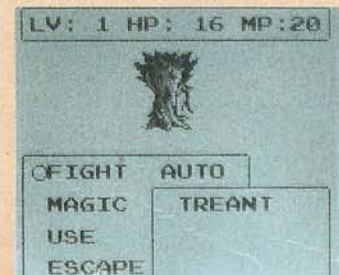 LV: 1 HP: 16 MP:20
FIGHT AUTO
MAGIC TREANT
USE
ESCAPE